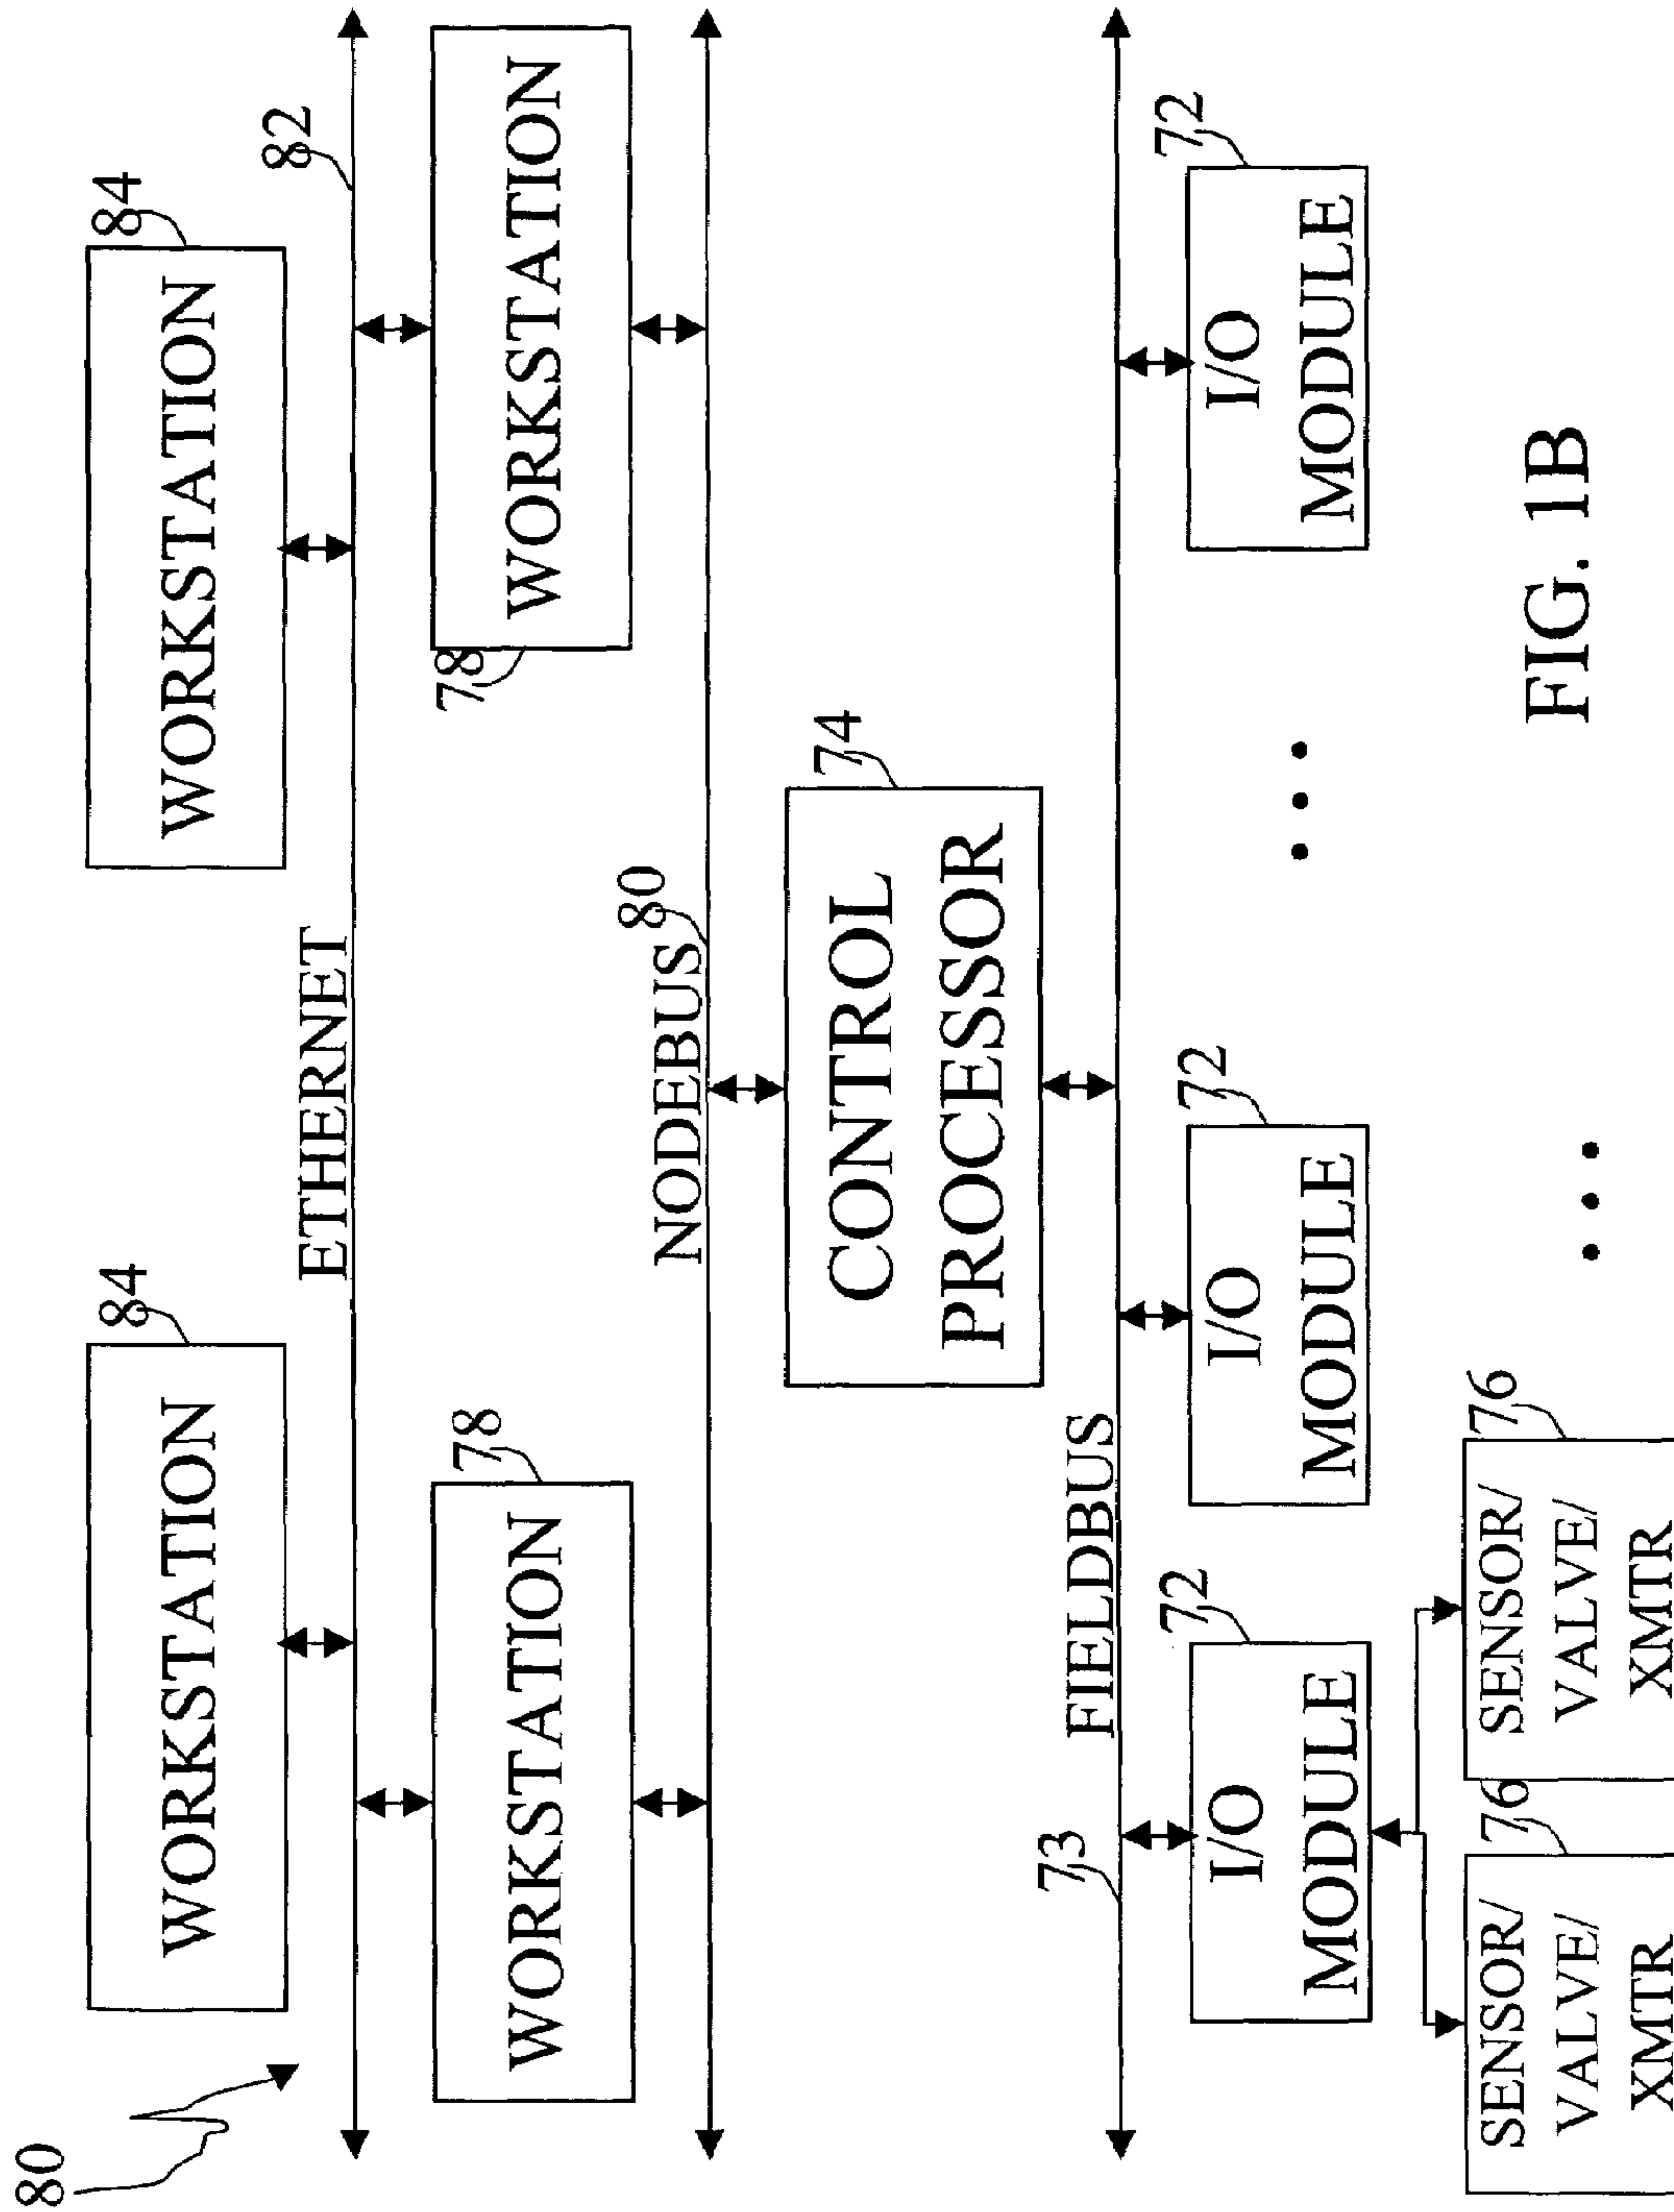 80
WORKSTATION
84
WORKSTATION
84
ETHERNET
82
WORKSTATION
78
WORKSTATION
78
NODEBUS
80
CONTROL
PROCESSOR
74
73
FIELDBUS
I/O
MODULE
72
I/O
MODULE
72
I/O
MODULE
72
• • •
SENSOR/
VALVE/
XMTR
76
SENSOR/
VALVE/
XMTR
76
• • •
FIG. 1B